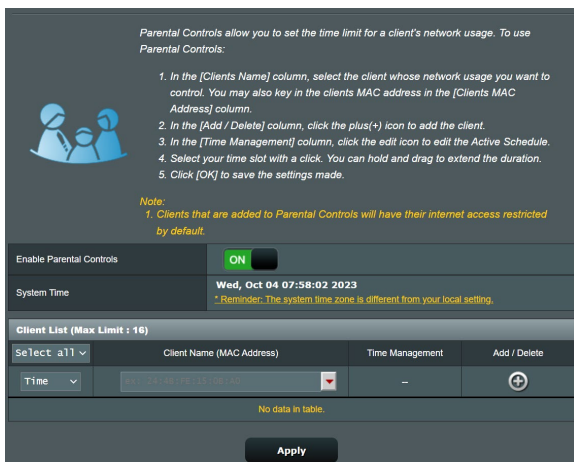 Parental Controls allow you to set the time limit for a client's network usage. To use
Parental Controls:
1. In the [Clients Name] column, select the client whose network usage you want to
control. You may also key in the clients MAC address in the [Clients MAC
Address] column.
2. In the [Add / Delete] column, click the plus(+) icon to add the client.
3. In the [Time Management] column, click the edit icon to edit the Active Schedule.
4. Select your time slot with a click. You can hold and drag to extend the duration.
5. Click [OK] to save the settings made.
Note:
1. Clients that are added to Parental Controls will have their internet access restricted
by default.
Enable Parental Controls
ON
System Time
Wed, Oct 04 07:58:02 2023
* Reminder: The system time zone is different from your local setting.
Client List (Max Limit : 16)
Select all
Client Name (MAC Address)
Time Management
Add / Delete
Time
--
No data in table.
Apply